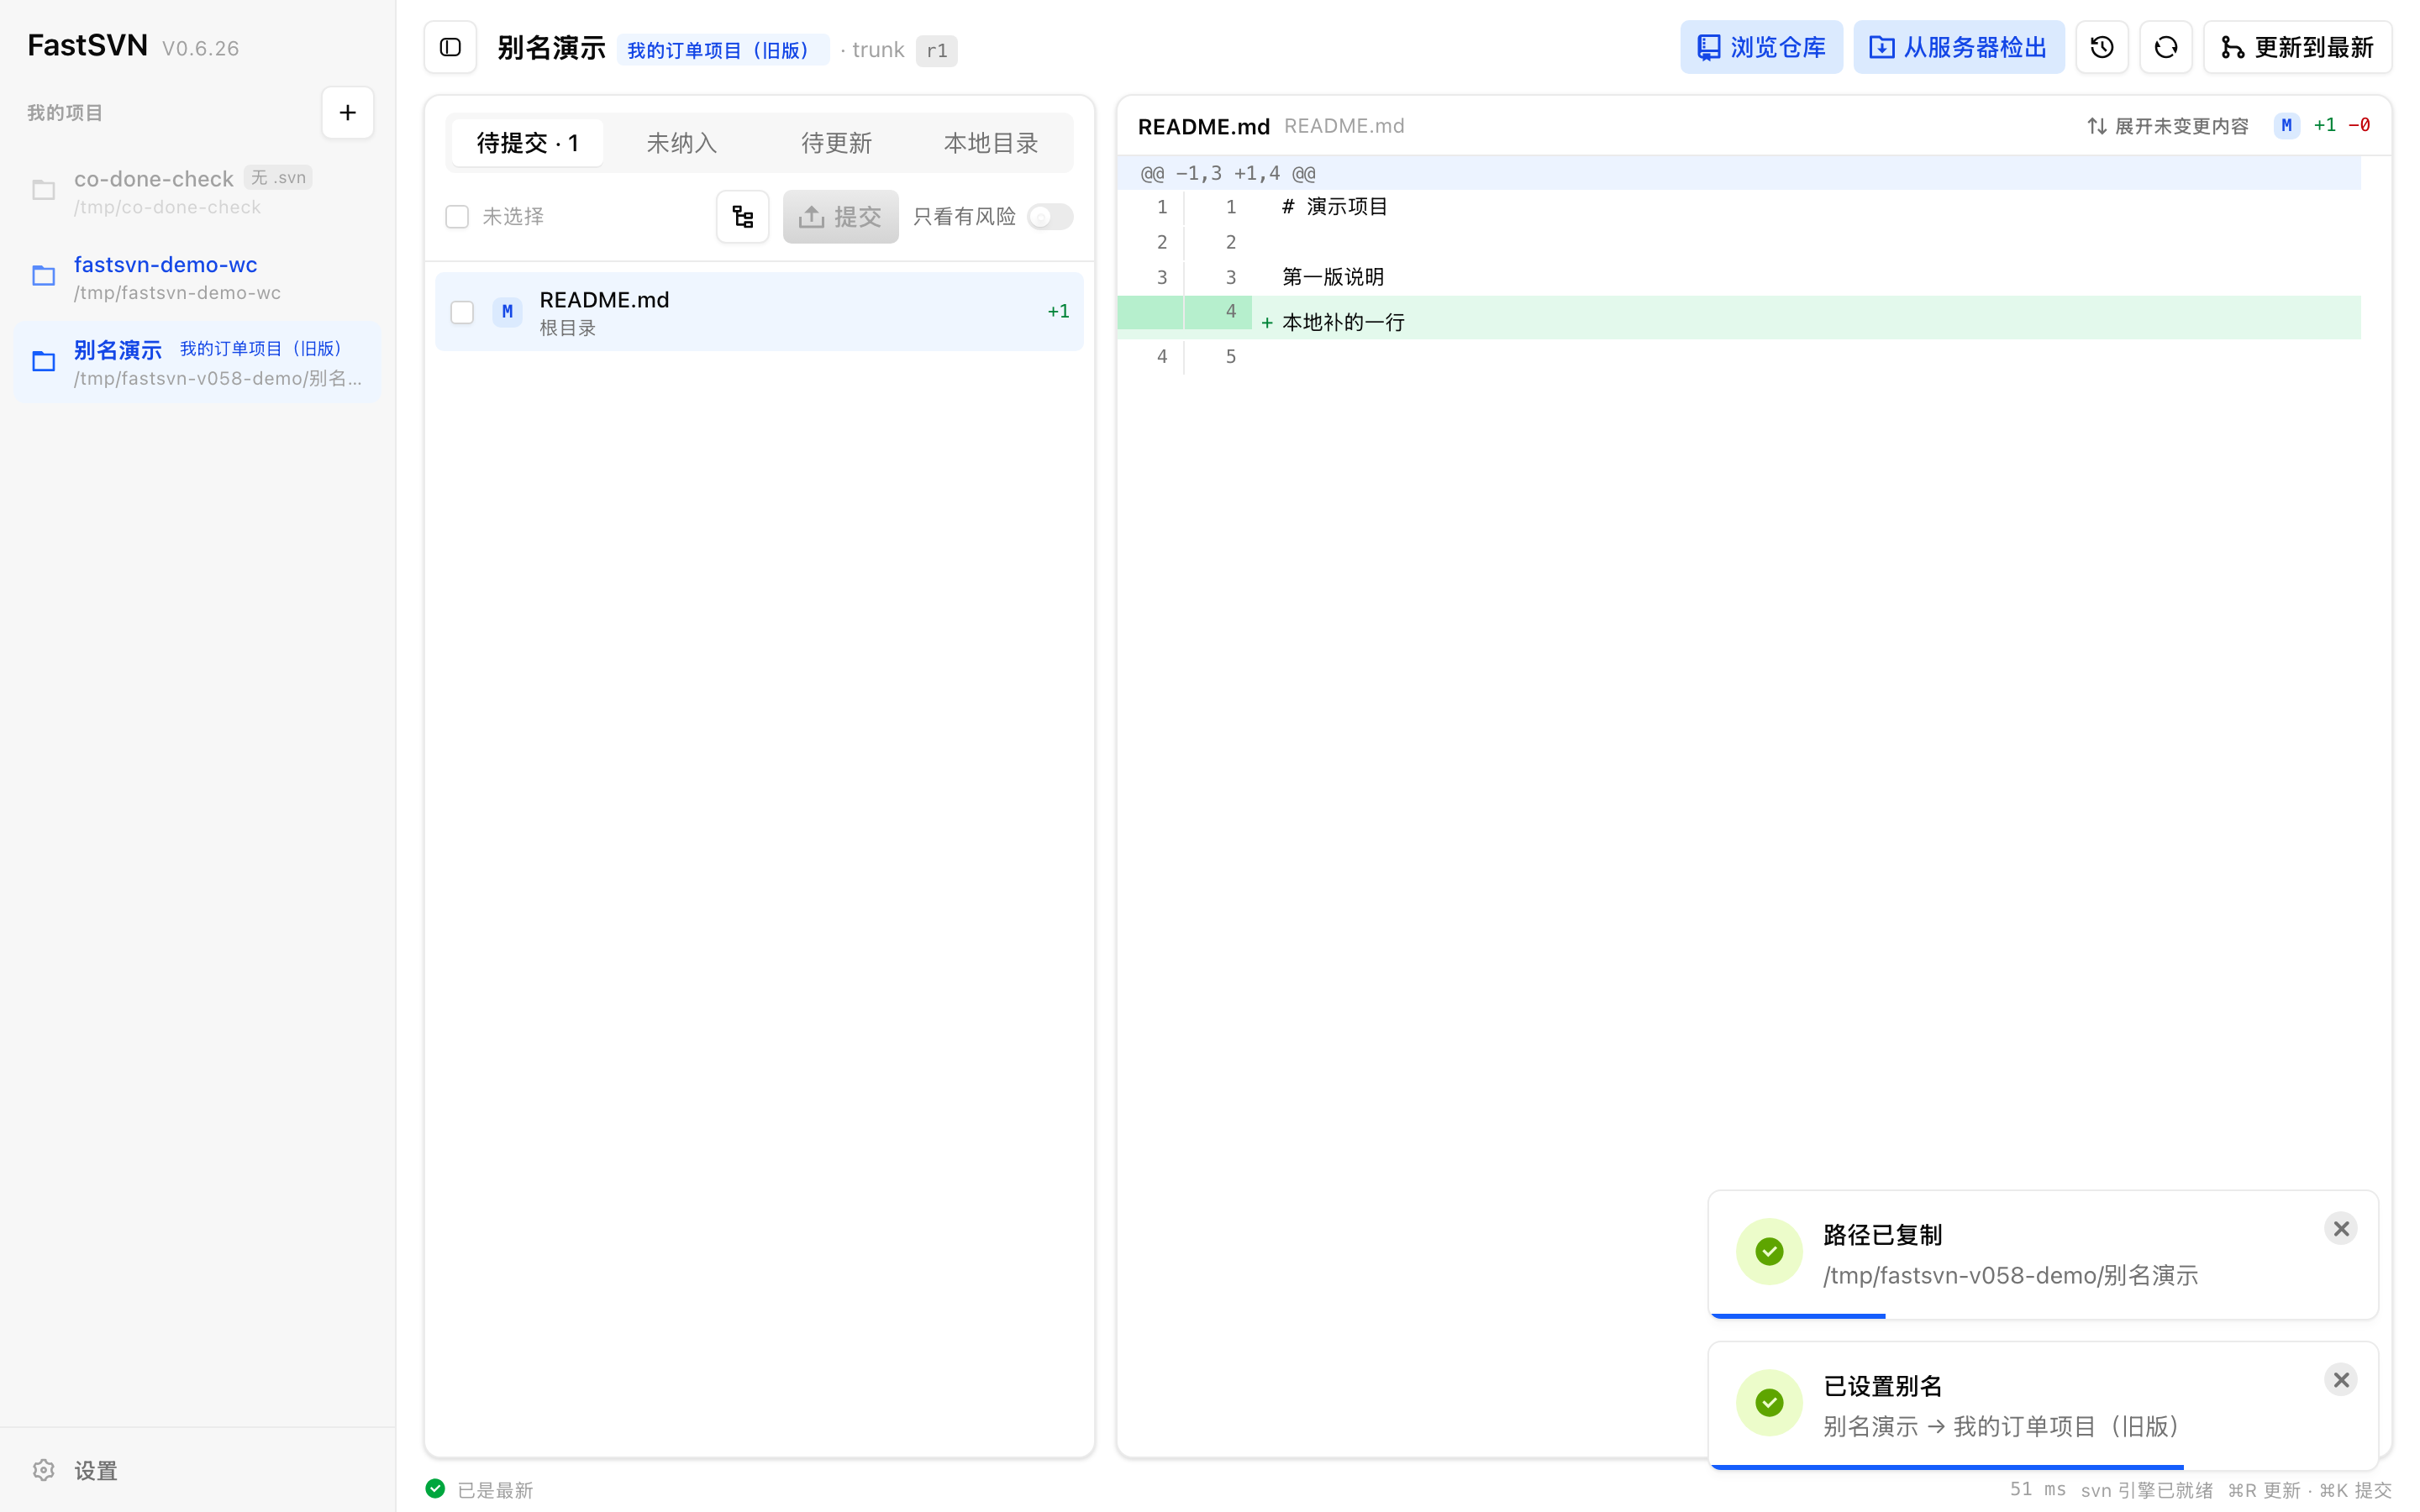 FastSVN V0.6.26
我的项目
co-done-check 无 .svn
/tmp/co-done-check
fastsvn-demo-wc
/tmp/fastsvn-demo-wc
别名演示 我的订单项目（旧版）
/tmp/fastsvn-v058-demo/别名...
设置
别名演示 我的订单项目（旧版） · trunk r1
浏览仓库 从服务器检出 更新到最新
待提交 · 1 未纳入 待更新 本地目录
未选择 提交 只看有风险
M README.md +1
根目录
README.md README.md 展开未变更内容 M +1 −0
@@ −1,3 +1,4 @@
1 1 # 演示项目
2 2
3 3 第一版说明
4 + 本地补的一行
4 5
路径已复制
/tmp/fastsvn-v058-demo/别名演示
已设置别名
别名演示 → 我的订单项目（旧版）
已是最新
51 ms svn 引擎已就绪 ⌘R 更新 · ⌘K 提交